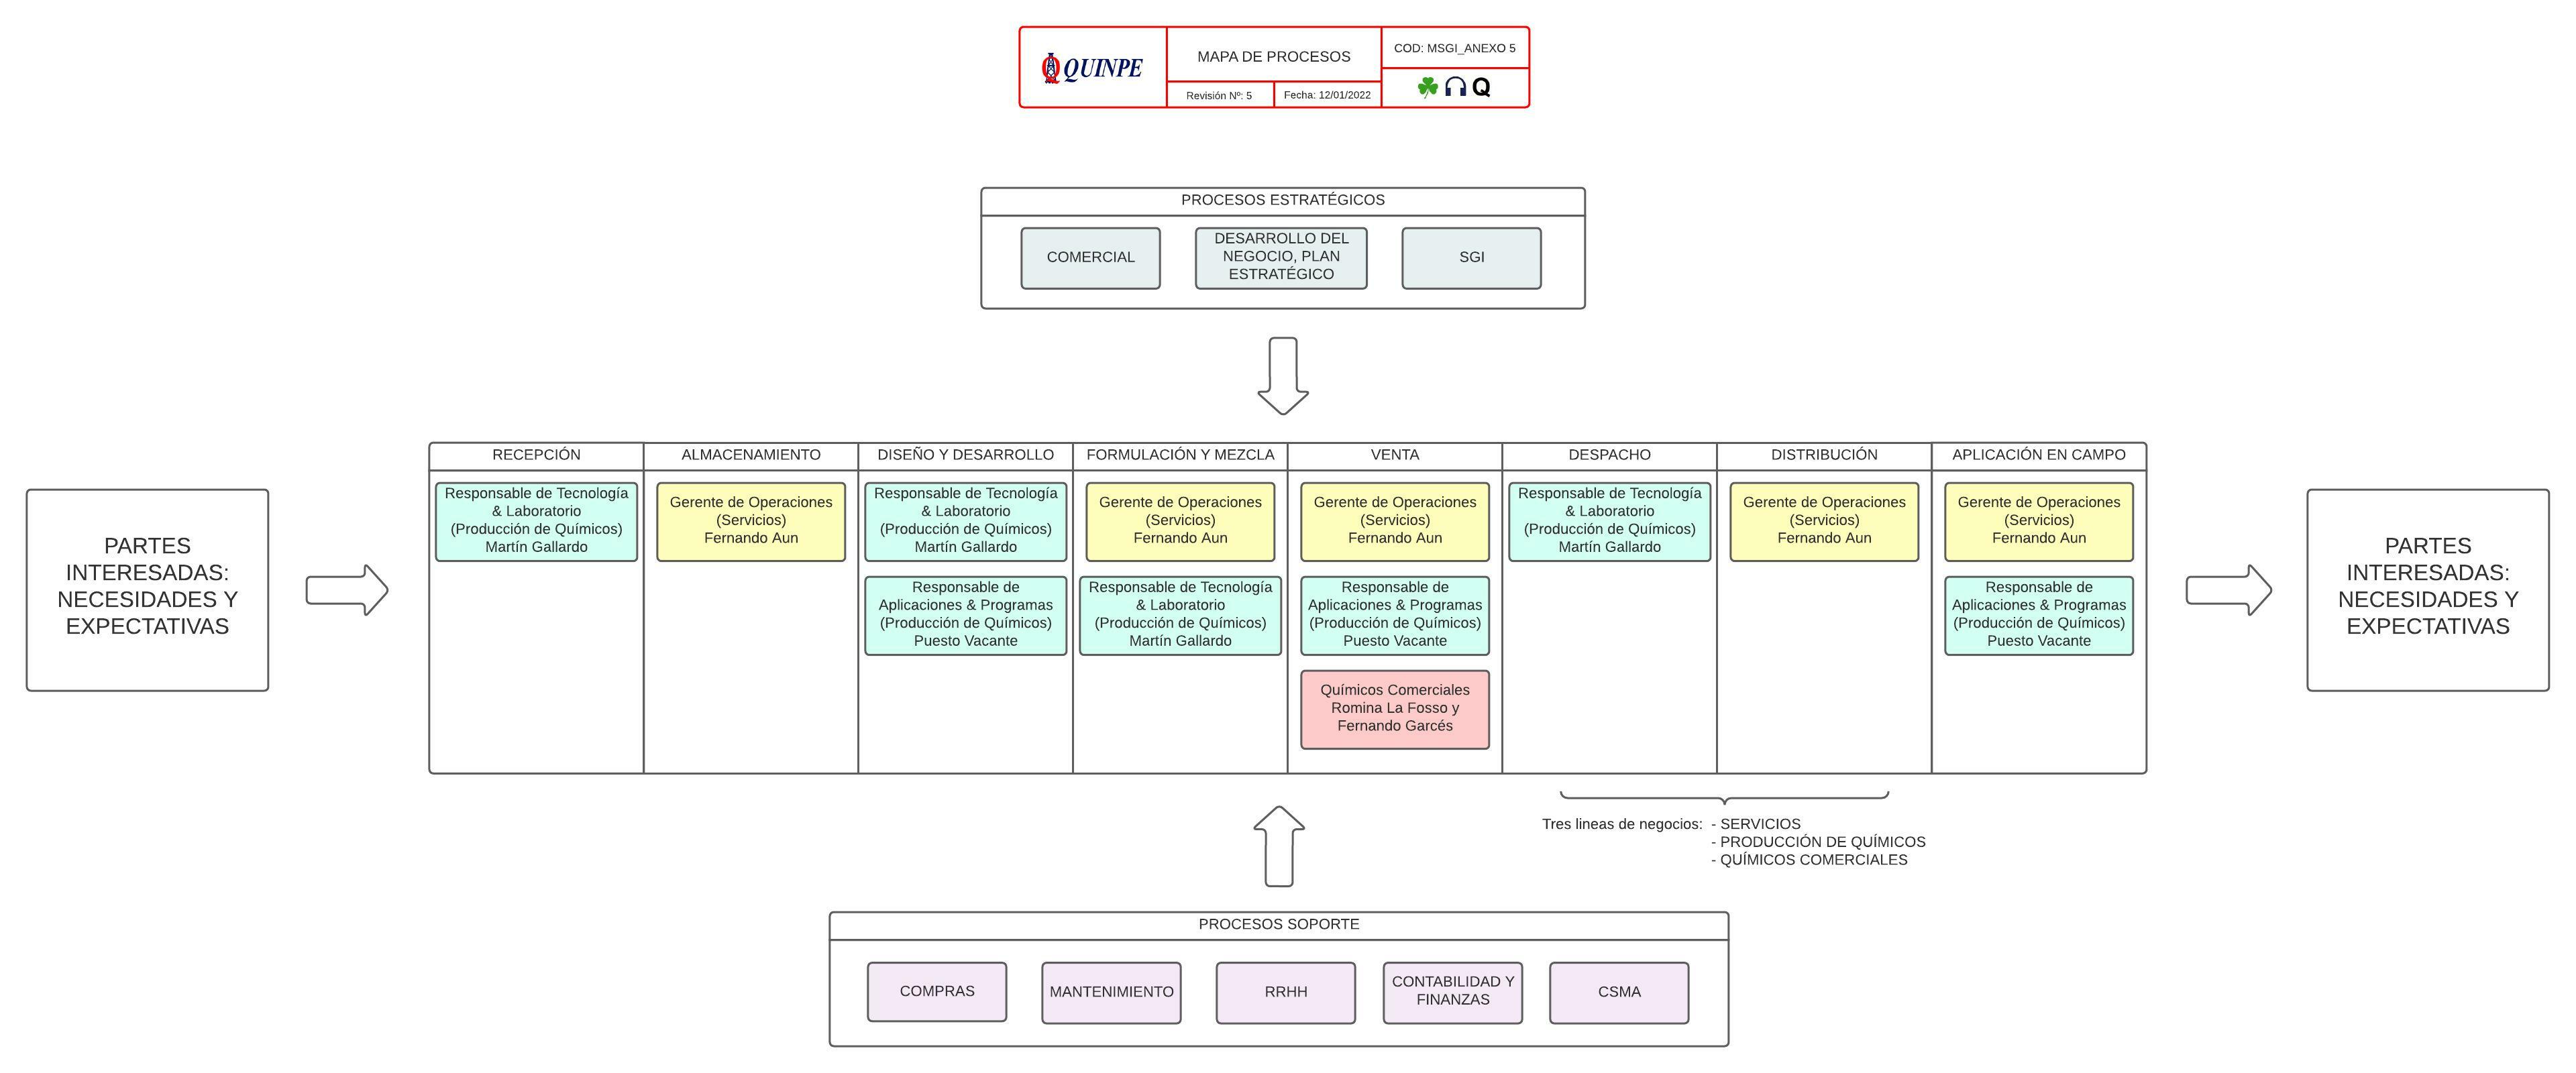 QUINPE
MAPA DE PROCESOS
COD: MSGI_ANEXO 5
Revisión Nº: 5
Fecha: 12/01/2022
Q
PROCESOS ESTRATÉGICOS
COMERCIAL
DESARROLLO DEL
NEGOCIO, PLAN
ESTRATÉGICO
SGI
PARTES
INTERESADAS:
NECESIDADES Y
EXPECTATIVAS
RECEPCIÓN
Responsable de Tecnología
& Laboratorio
(Producción de Químicos)
Martín Gallardo
ALMACENAMIENTO
Gerente de Operaciones
(Servicios)
Fernando Aun
DISEÑO Y DESARROLLO
Responsable de Tecnología
& Laboratorio
(Producción de Químicos)
Martín Gallardo
Responsable de
Aplicaciones & Programas
(Producción de Químicos)
Puesto Vacante
FORMULACIÓN Y MEZCLA
Gerente de Operaciones
(Servicios)
Fernando Aun
Responsable de Tecnología
& Laboratorio
(Producción de Químicos)
Martín Gallardo
VENTA
Gerente de Operaciones
(Servicios)
Fernando Aun
Responsable de
Aplicaciones & Programas
(Producción de Químicos)
Puesto Vacante
Químicos Comerciales
Romina La Fosso y
Fernando Garcés
DESPACHO
Responsable de Tecnología
& Laboratorio
(Producción de Químicos)
Martín Gallardo
DISTRIBUCIÓN
Gerente de Operaciones
(Servicios)
Fernando Aun
APLICACIÓN EN CAMPO
Gerente de Operaciones
(Servicios)
Fernando Aun
Responsable de
Aplicaciones & Programas
(Producción de Químicos)
Puesto Vacante
PARTES
INTERESADAS:
NECESIDADES Y
EXPECTATIVAS
Tres lineas de negocios: - SERVICIOS
- PRODUCCIÓN DE QUÍMICOS
- QUÍMICOS COMERCIALES
PROCESOS SOPORTE
COMPRAS
MANTENIMIENTO
RRHH
CONTABILIDAD Y
FINANZAS
CSMA